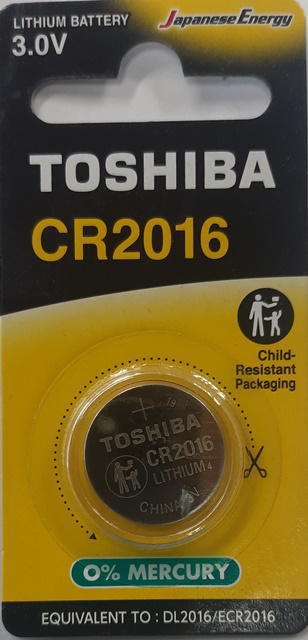 LITHIUM BATTERY
3.0V
Japanese Energy
TOSHIBA
CR2016
Child-
Resistant
Packaging
+
TOSHIBA
CR2016
LITHIUM
CHINA
0% MERCURY
EQUIVALENT TO : DL2016/ECR2016